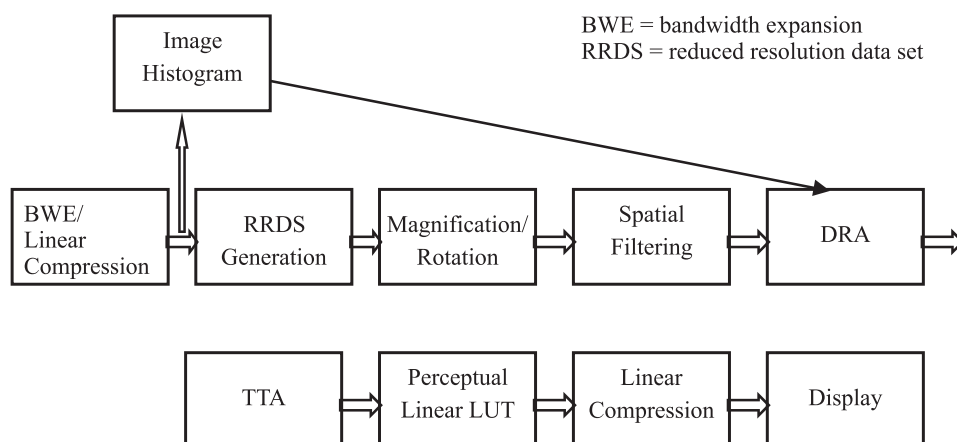 BWE = bandwidth expansion
RRDS = reduced resolution data set
Image
Histogram
BWE/
Linear
Compression
RRDS
Generation
Magnification/
Rotation
Spatial
Filtering
DRA
TTA
Perceptual
Linear LUT
Linear
Compression
Display